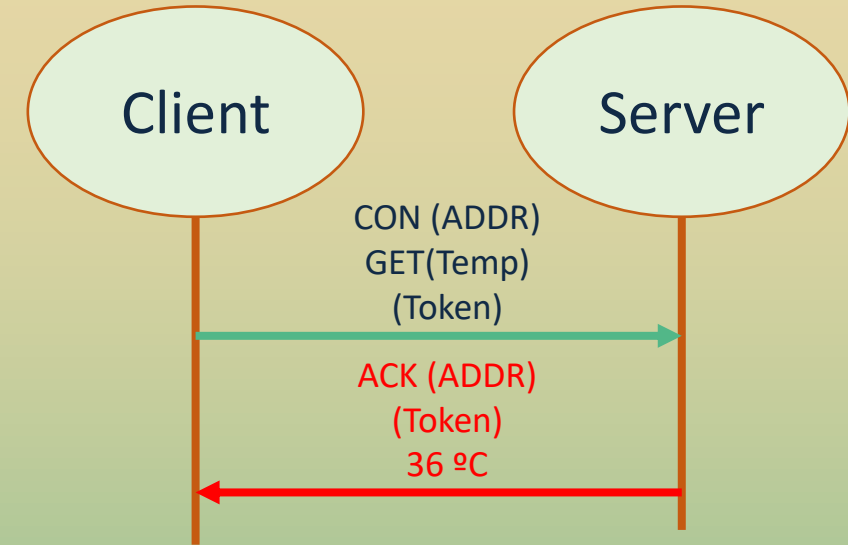 Client
Server
CON (ADDR)
GET(Temp)
(Token)
ACK (ADDR)
(Token)
36 ºC